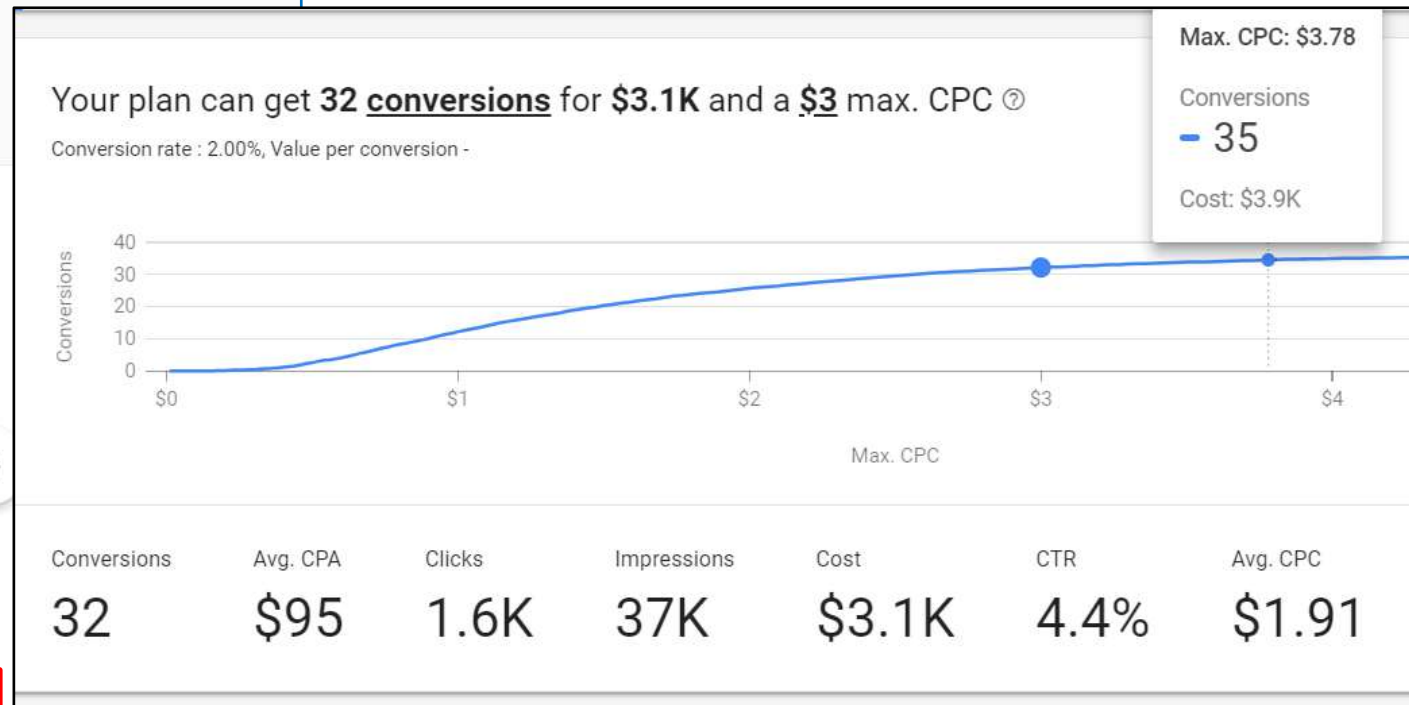 Max. CPC: $3.78
Your plan can get 32 conversions for $3.1K and a $3 max. CPC ?
Conversions
35
Conversion rate : 2.00%, Value per conversion -
Cost: $3.9K
40
30
20
10
0
Conversions
$0 $1 $2 $3 $4
Max. CPC
Conversions Avg. CPA Clicks Impressions Cost CTR Avg. CPC
32 $95 1.6K 37K $3.1K 4.4% $1.91